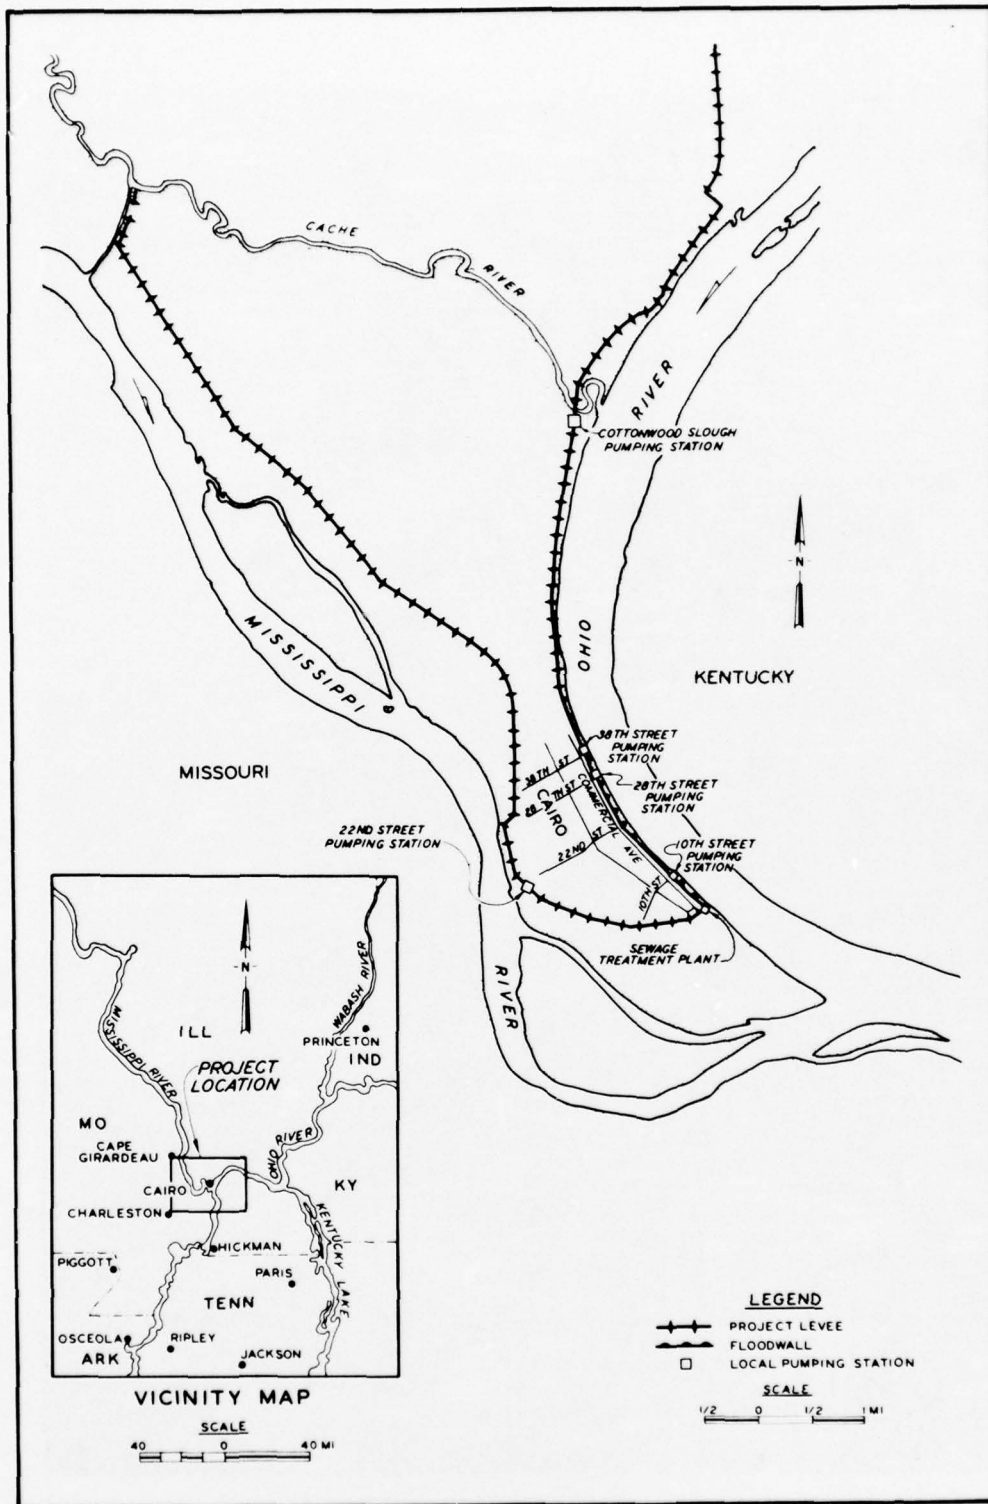 CACHE
RIVER
RIVER
COTTONWOOD SLOUGH
PUMPING STATION
N
MISSISSIPPI
OHIO
KENTUCKY
MISSOURI
38TH STREET
PUMPING
STATION
28TH STREET
PUMPING
STATION
38TH ST
28TH ST
CAIRO
COMMERCIAL AVE
22ND ST
10TH ST
10TH STREET
PUMPING
STATION
22ND STREET
PUMPING STATION
SEWAGE
TREATMENT PLANT
RIVER
N
WABASH RIVER
MISSISSIPPI RIVER
ILL
PRINCETON
IND
PROJECT
LOCATION
MO
CAPE
GIRARDEAU
OHIO RIVER
CAIRO
KY
CHARLESTON
KENTUCKY LAKE
HICKMAN
PIGGOTT
PARIS
TENN
OSCEOLA
RIPLEY
ARK
JACKSON
VICINITY MAP
SCALE
40 0 40 MI
LEGEND
PROJECT LEVEE
FLOODWALL
LOCAL PUMPING STATION
SCALE
1/2 0 1/2 1 MI